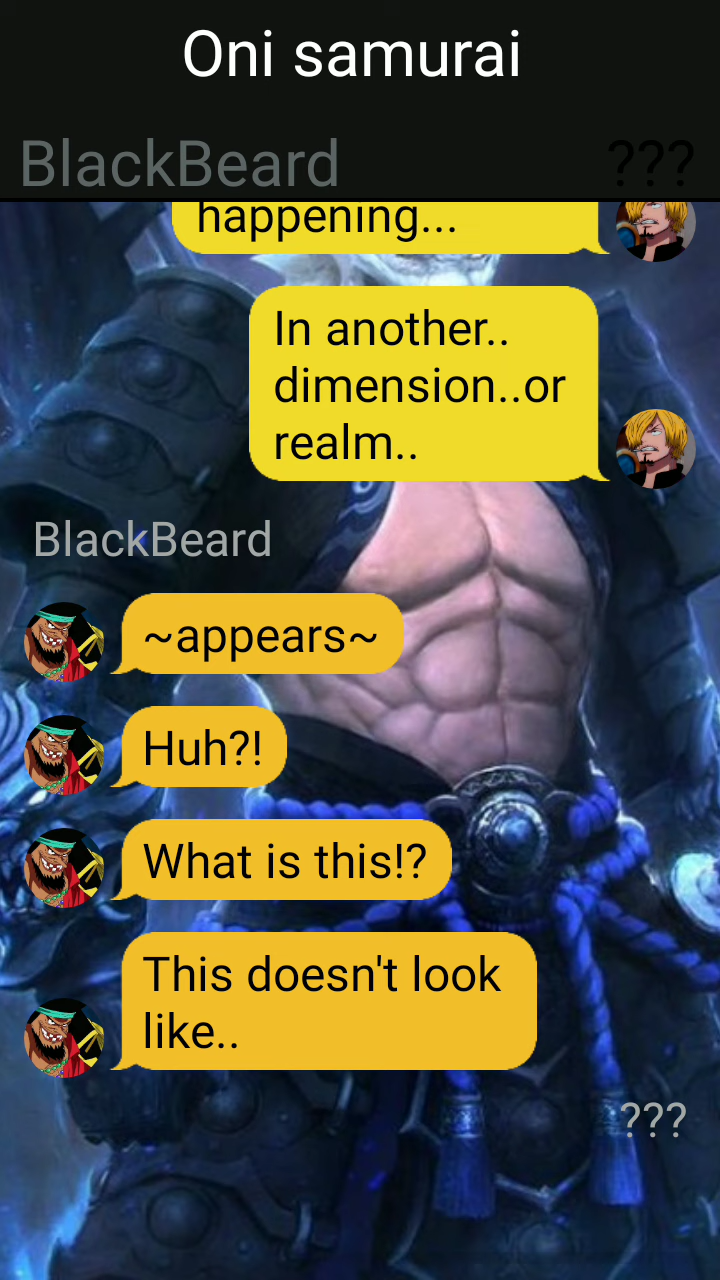 Oni samurai
BlackBeard ???
happening...
In another..
dimension..or
realm..
BlackBeard
~appears~
Huh?!
What is this!?
This doesn't look
like..
???